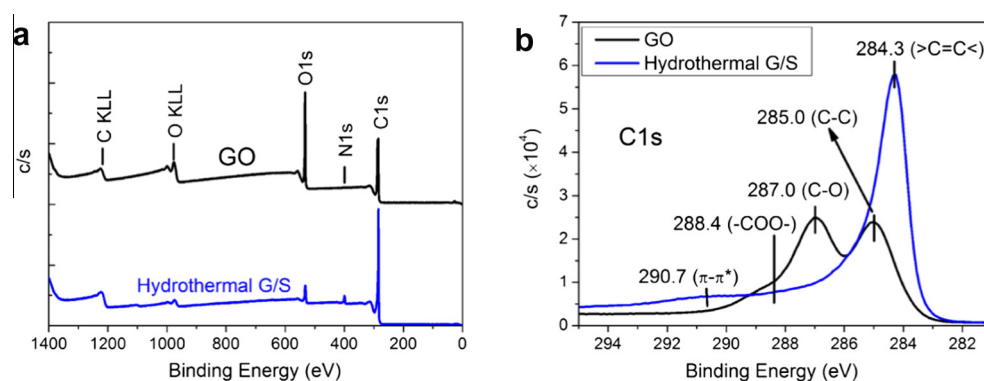 a
c/s
C KLL
O KLL
GO
O1s
N1s
C1s
Hydrothermal G/S
1400 1200 1000 800 600 400 200 0
Binding Energy (eV)
b
GO
Hydrothermal G/S
284.3 (>C=C<)
285.0 (C-C)
C1s
287.0 (C-O)
288.4 (-COO-)
290.7 (π-π*)
c/s (×10⁴)
7
6
5
4
3
2
1
0
294 292 290 288 286 284 282
Binding Energy (eV)